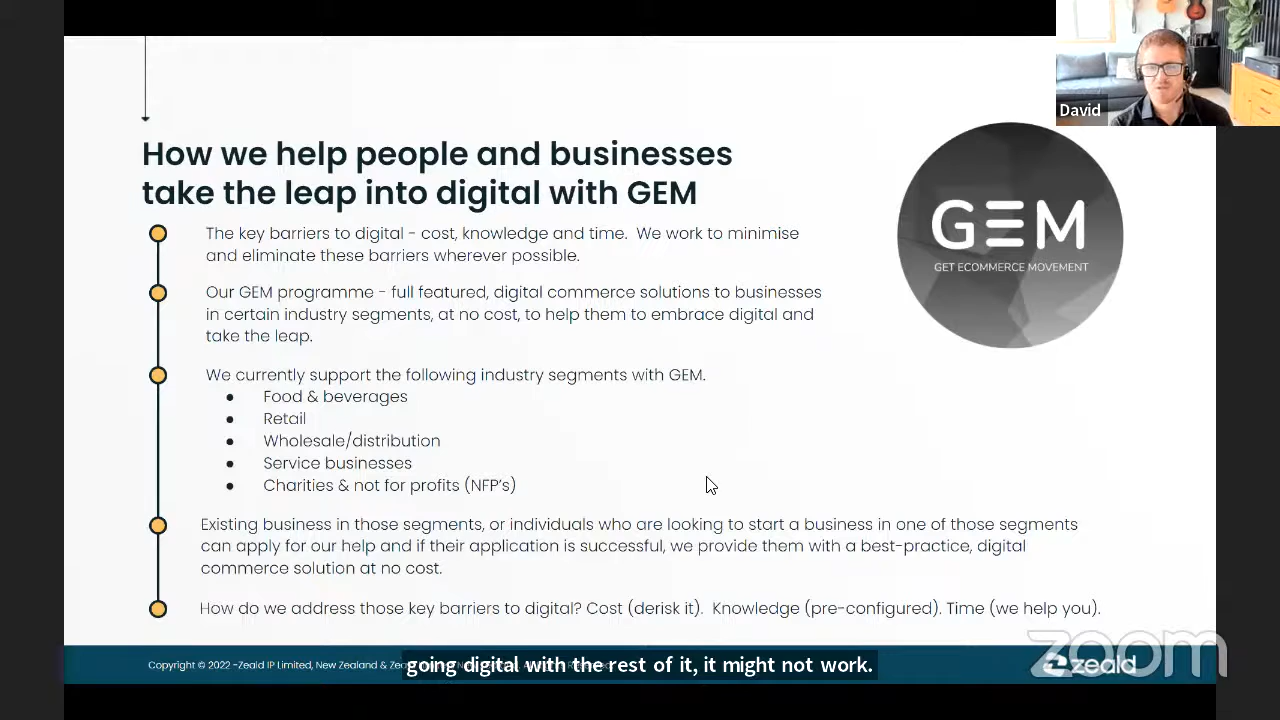 David
How we help people and businesses
take the leap into digital with GEM
GEM
GET ECOMMERCE MOVEMENT
The key barriers to digital - cost, knowledge and time.  We work to minimise
and eliminate these barriers wherever possible.
Our GEM programme - full featured, digital commerce solutions to businesses
in certain industry segments, at no cost, to help them to embrace digital and
take the leap.
We currently support the following industry segments with GEM.
● Food & beverages
● Retail
● Wholesale/distribution
● Service businesses
● Charities & not for profits (NFP's)
Existing business in those segments, or individuals who are looking to start a business in one of those segments
can apply for our help and if their application is successful, we provide them with a best-practice, digital
commerce solution at no cost.
How do we address those key barriers to digital? Cost (derisk it).  Knowledge (pre-configured). Time (we help you).
Copyright © 2022 -Zeald IP Limited, New Zealand &
going digital with the rest of it, it might not work.
zeald
zoom